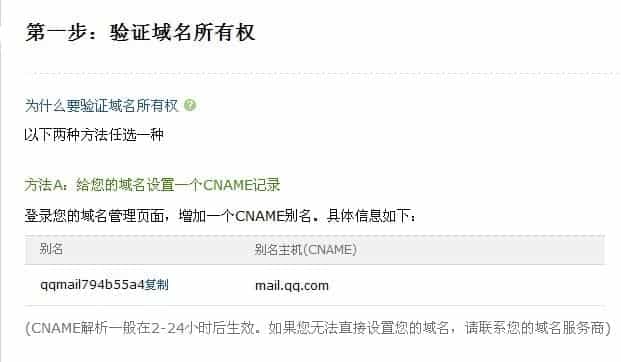 第一步：验证域名所有权
为什么要验证域名所有权 ?
以下两种方法任选一种
方法A：给您的域名设置一个CNAME记录
登录您的域名管理页面，增加一个CNAME别名。具体信息如下：
别名 别名主机(CNAME)
qqmail794b55a4复制 mail.qq.com
(CNAME解析一般在2-24小时后生效。如果您无法直接设置您的域名，请联系您的域名服务商)